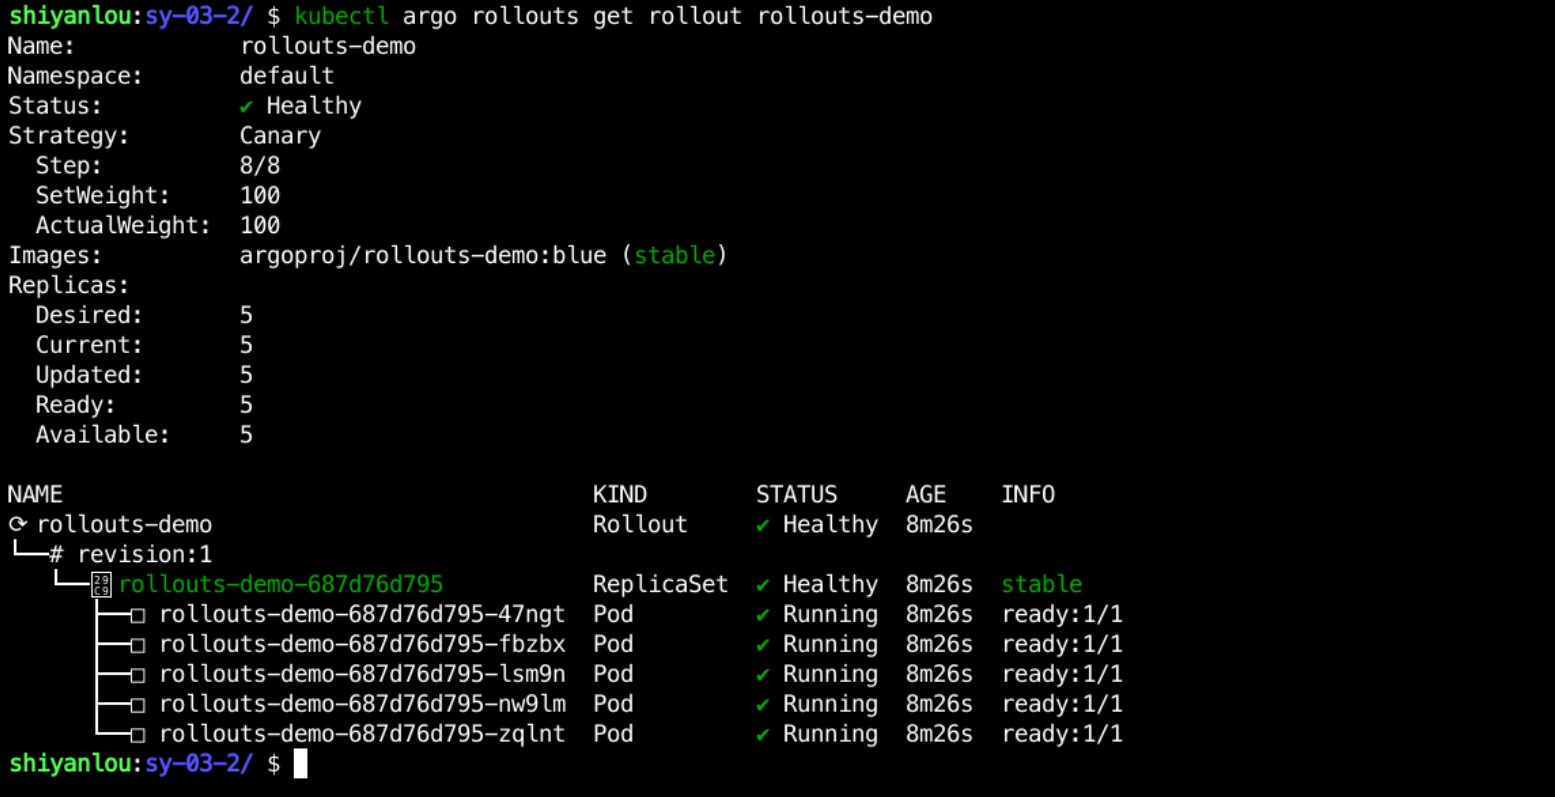 shiyanlou:sy-03-2/ $ kubectl argo rollouts get rollout rollouts-demo
Name:            rollouts-demo
Namespace:       default
Status:          ✔ Healthy
Strategy:        Canary
  Step:          8/8
  SetWeight:     100
  ActualWeight:  100
Images:          argoproj/rollouts-demo:blue (stable)
Replicas:
  Desired:       5
  Current:       5
  Updated:       5
  Ready:         5
  Available:     5
NAME                                       KIND        STATUS     AGE    INFO
⟳ rollouts-demo                            Rollout     ✔ Healthy  8m26s
└──# revision:1
   └──⧉ rollouts-demo-687d76d795           ReplicaSet  ✔ Healthy  8m26s  stable
      ├──□ rollouts-demo-687d76d795-47ngt  Pod         ✔ Running  8m26s  ready:1/1
      ├──□ rollouts-demo-687d76d795-fbzbx  Pod         ✔ Running  8m26s  ready:1/1
      ├──□ rollouts-demo-687d76d795-lsm9n  Pod         ✔ Running  8m26s  ready:1/1
      ├──□ rollouts-demo-687d76d795-nw9lm  Pod         ✔ Running  8m26s  ready:1/1
      └──□ rollouts-demo-687d76d795-zqlnt  Pod         ✔ Running  8m26s  ready:1/1
shiyanlou:sy-03-2/ $